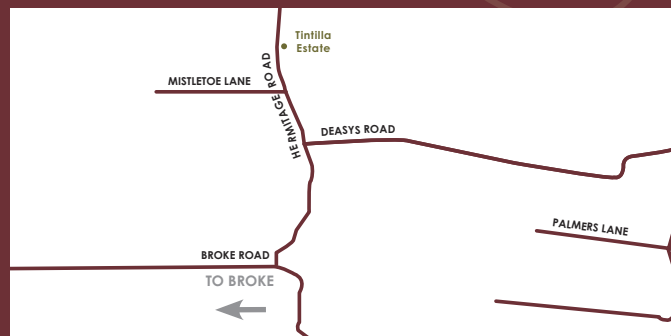 Tintilla
Estate
MISTLETOE LANE
HERMITAGE ROAD
DEASYS ROAD
PALMERS LANE
BROKE ROAD
TO BROKE